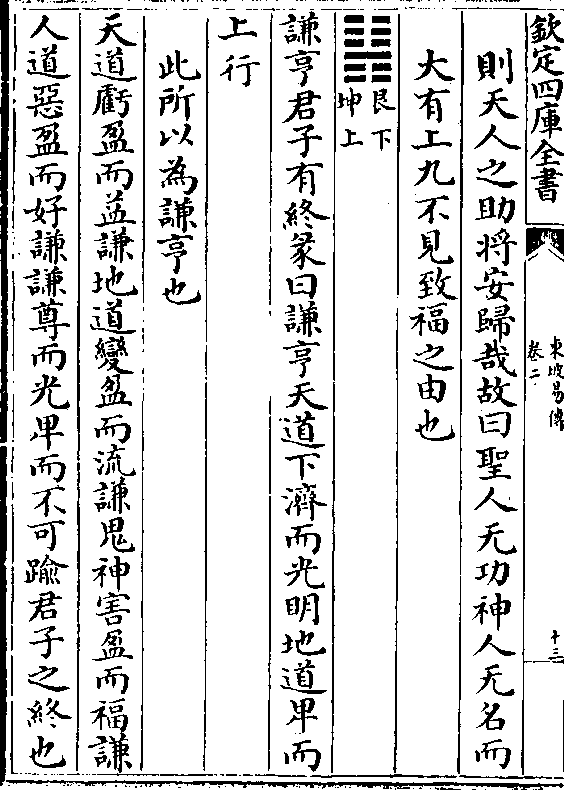 欽定四庫全書
東坡易傳
卷二
十三
則天人之助将安歸哉故曰聖人无功神人无名而
大有上九不見致福之由也
䷎艮下
坤上
謙亨君子有終彖曰謙亨天道下濟而光明地道卑而
上行
此所以為謙亨也
天道虧盈而益謙地道變盈而流謙鬼神害盈而福謙
人道惡盈而好謙謙尊而光卑而不可踰君子之終也